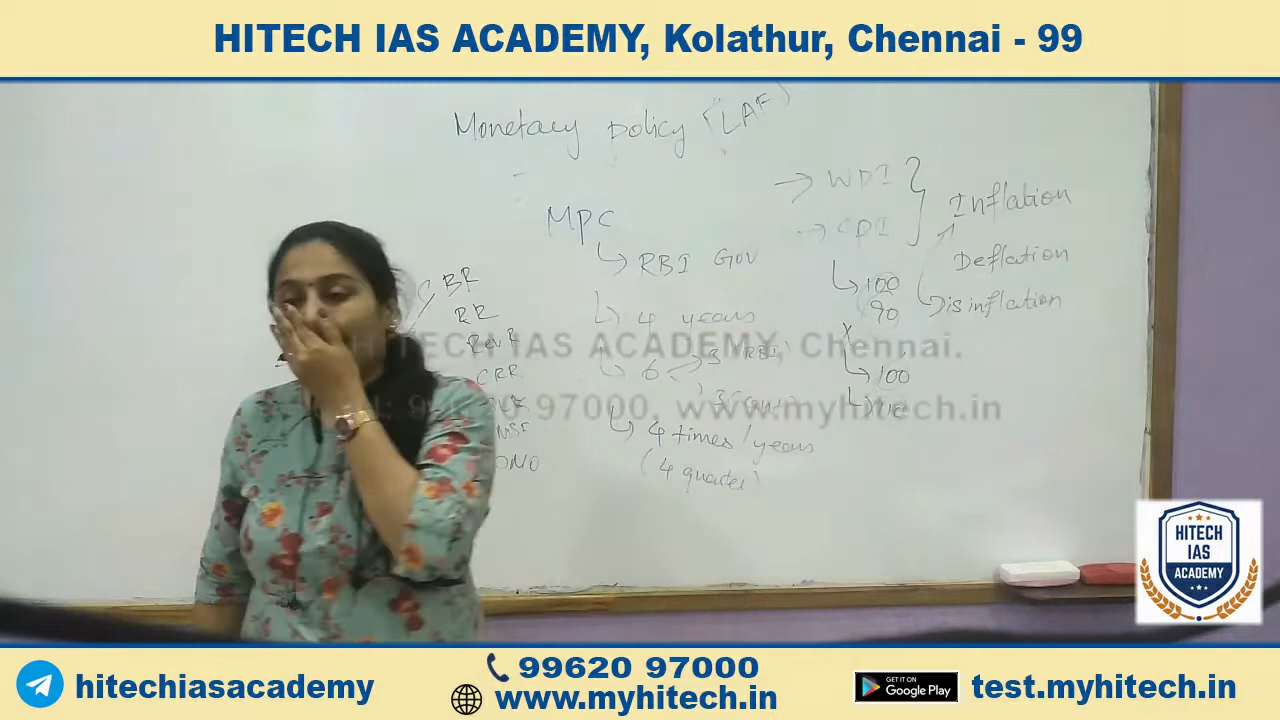 HITECH IAS ACADEMY, Kolathur, Chennai - 99
Monetary policy (LAF)
MPC
RBI Gov
4 years
6
3 RBI
3
4 times/years
(4 quater)
BR
RR
CRR
OMO
WPI
CPI
Inflation
Deflation
Disinflation
100
90
100
HITECH IAS ACADEMY, Chennai.
97000, www.myhitech.in
HITECH
IAS
ACADEMY
hitechiasacademy
99620 97000
www.myhitech.in
GET IT ON
Google Play
test.myhitech.in